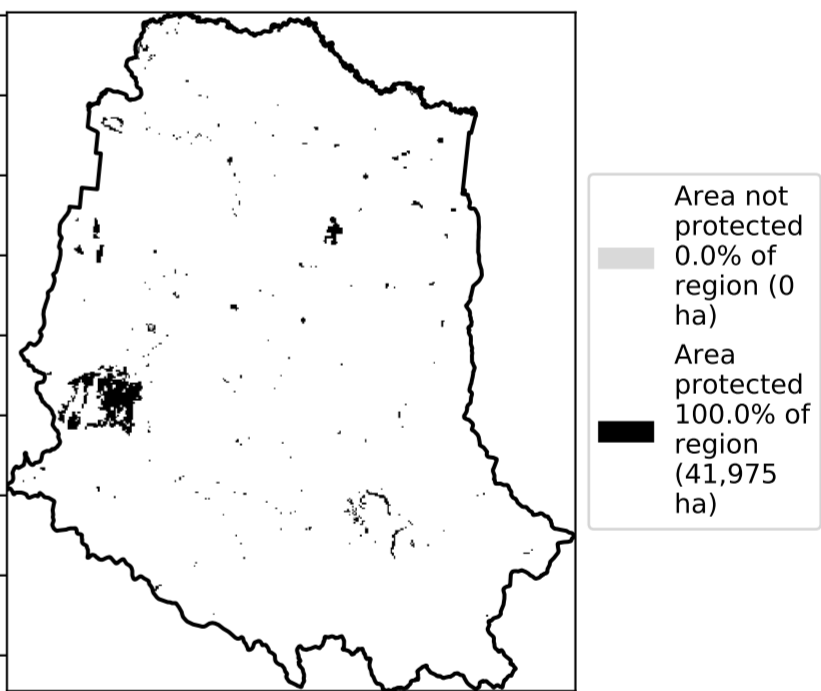 Area not
protected
0.0% of
region (0
ha)
Area
protected
100.0% of
region
(41,975
ha)